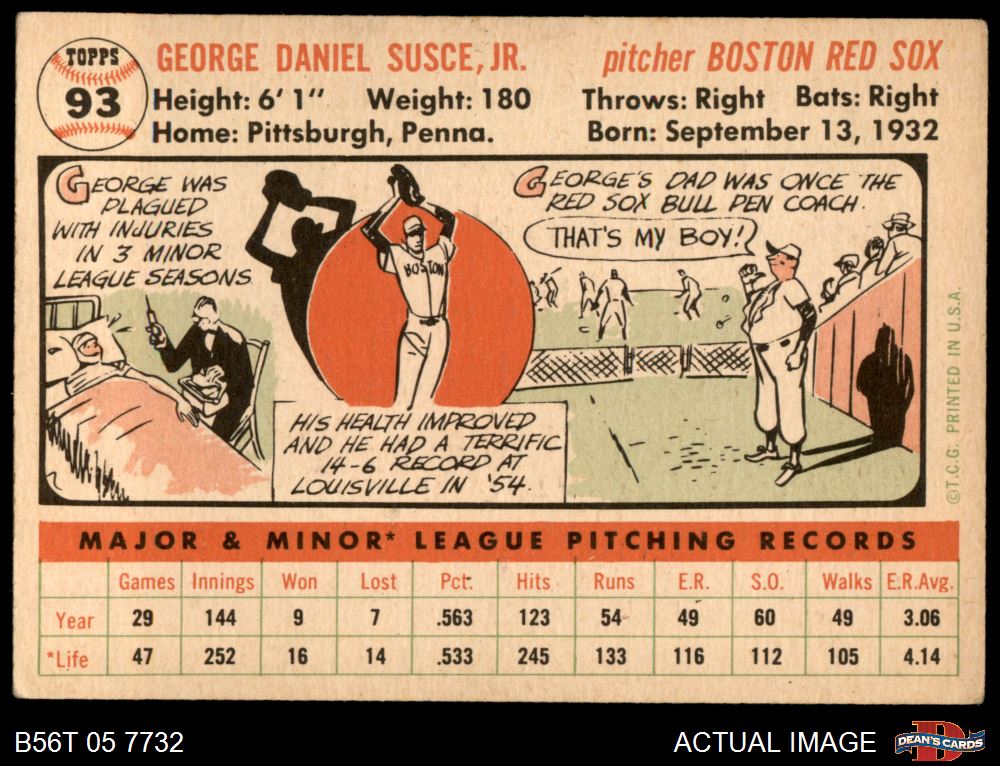 TOPPS
93
GEORGE DANIEL SUSCE, JR.
pitcher BOSTON RED SOX
Height: 6' 1" Weight: 180 Throws: Right Bats: Right
Home: Pittsburgh, Penna. Born: September 13, 1932
GEORGE WAS
PLAGUED
WITH INJURIES
IN 3 MINOR
LEAGUE SEASONS
BOSTON
HIS HEALTH IMPROVED
AND HE HAD A TERRIFIC
14-6 RECORD AT
LOUISVILLE IN '54.
GEORGE'S DAD WAS ONCE THE
RED SOX BULL PEN COACH.
THAT'S MY BOY!
©T.C.G. PRINTED IN U.S.A.
MAJOR & MINOR* LEAGUE PITCHING RECORDS
Games Innings Won Lost Pct. Hits Runs E.R. S.O. Walks E.R.Avg.
Year 29 144 9 7 .563 123 54 49 60 49 3.06
*Life 47 252 16 14 .533 245 133 116 112 105 4.14
B56T 05 7732
ACTUAL IMAGE
DEAN'S CARDS